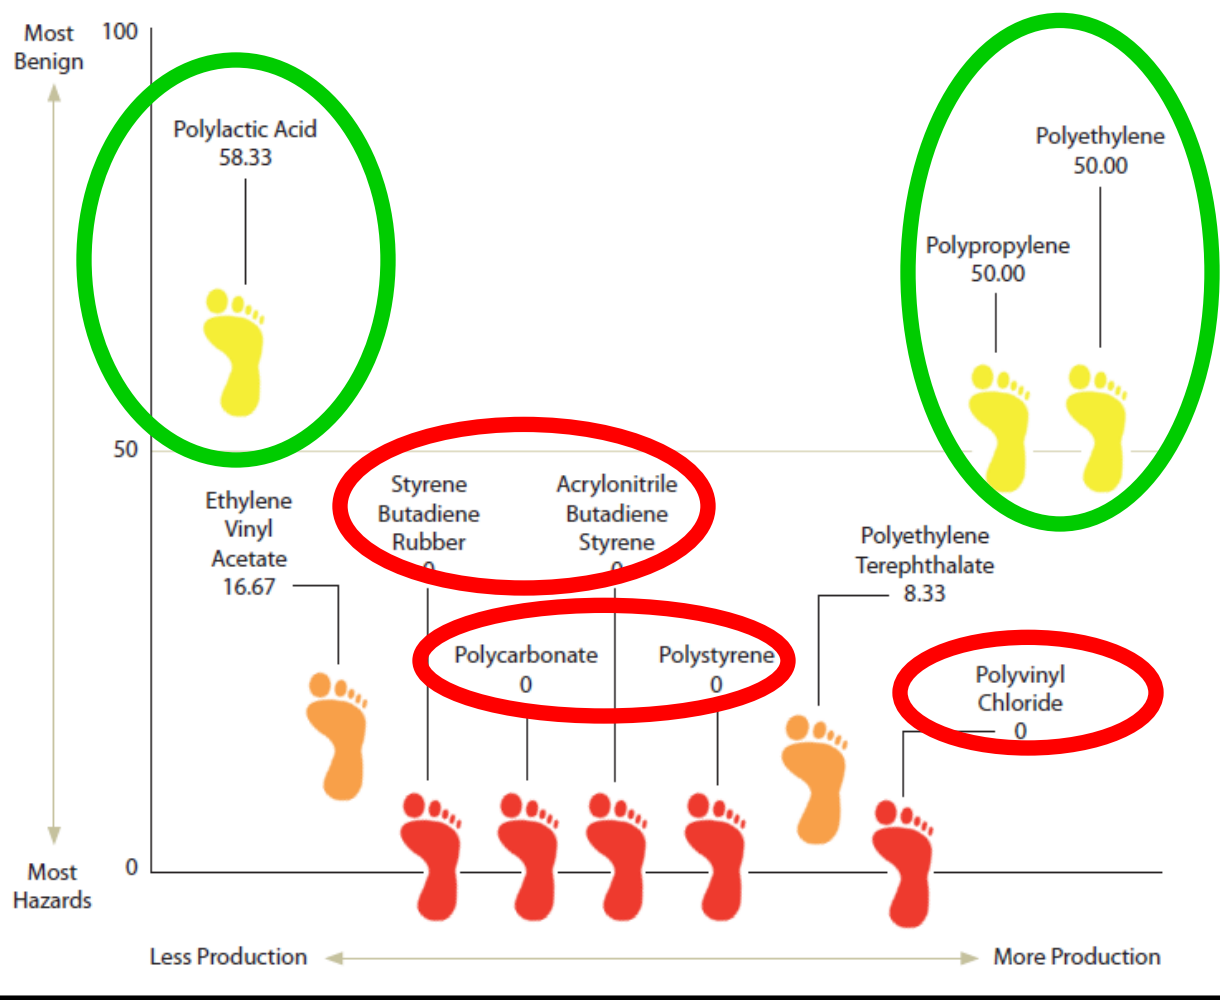 Most
Benign
100
Polylactic Acid
58.33
Polyethylene
50.00
Polypropylene
50.00
50
Ethylene
Vinyl
Acetate
16.67
Styrene
Butadiene
Rubber
0
Acrylonitrile
Butadiene
Styrene
0
Polyethylene
Terephthalate
8.33
Polycarbonate
0
Polystyrene
0
Polyvinyl
Chloride
0
0
Most
Hazards
Less Production
More Production